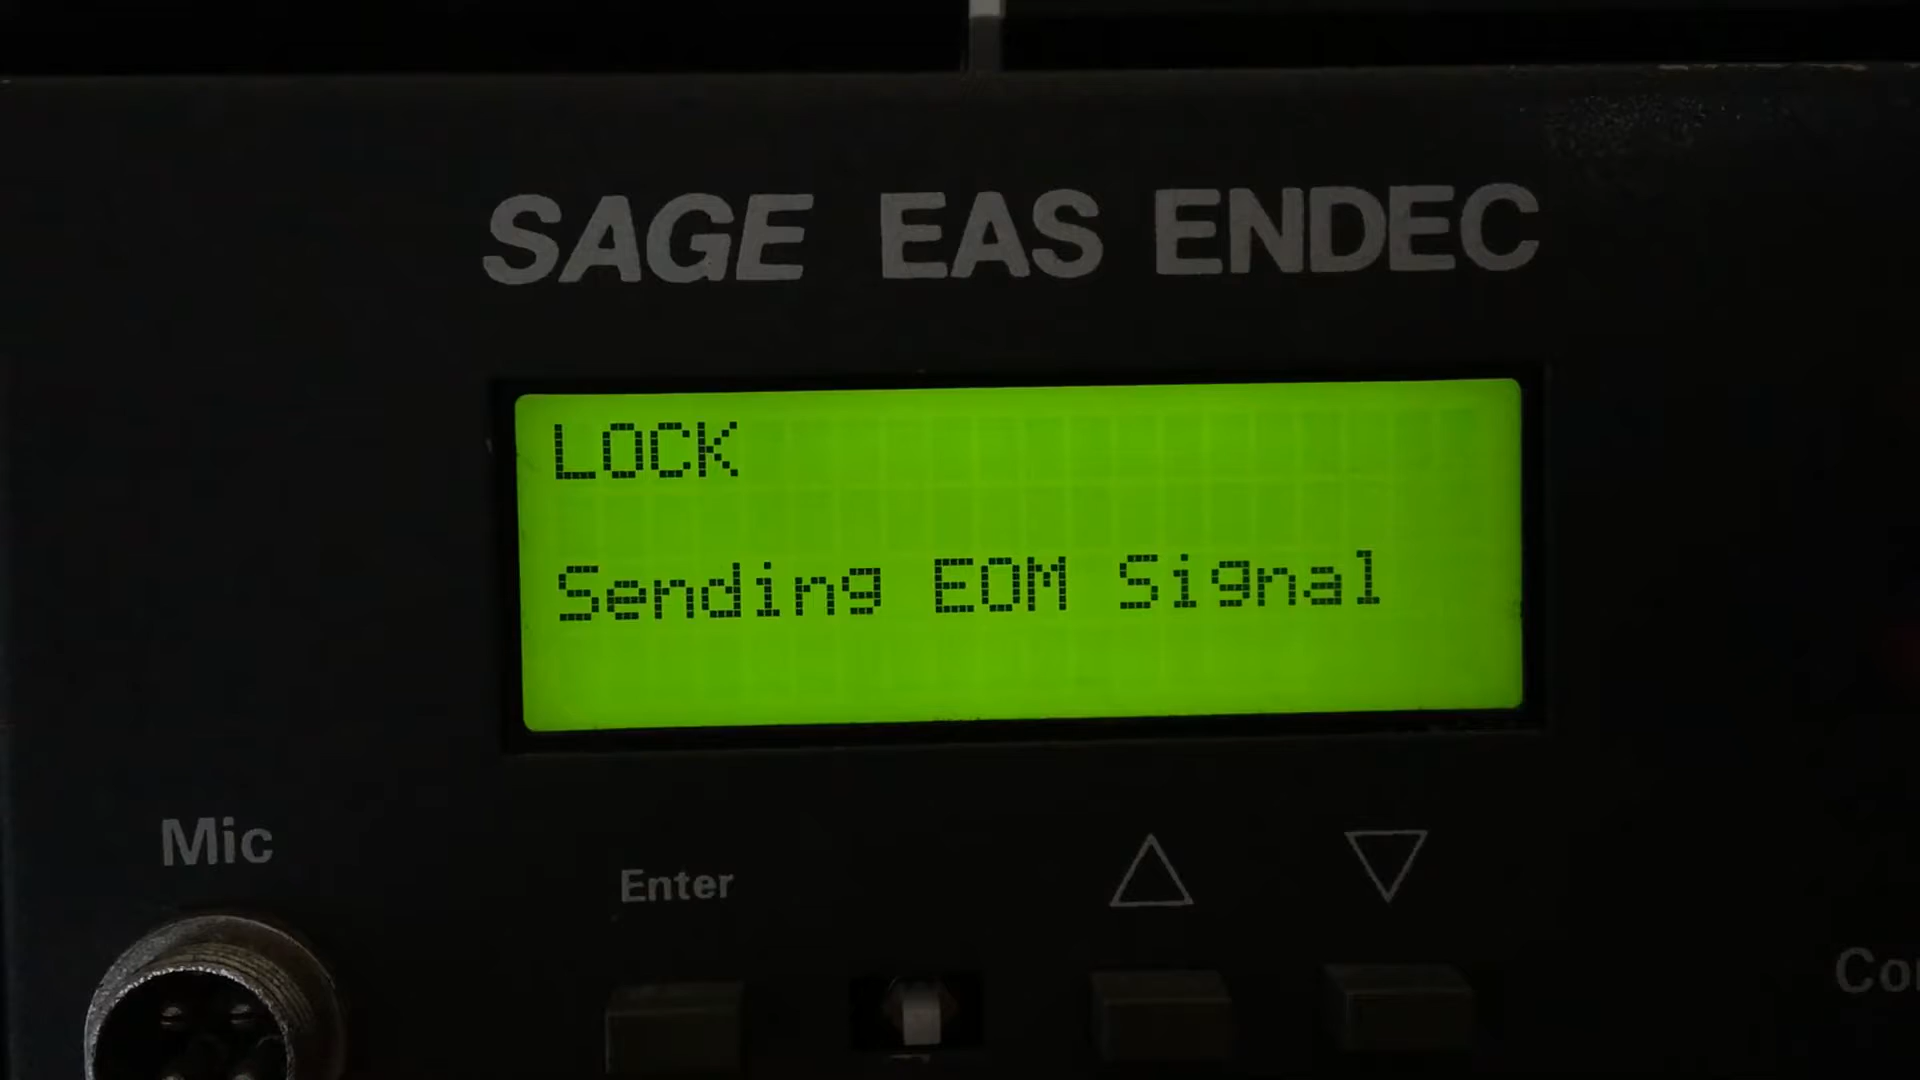 SAGE EAS ENDEC
LOCK
Sending EOM Signal
Mic
Enter